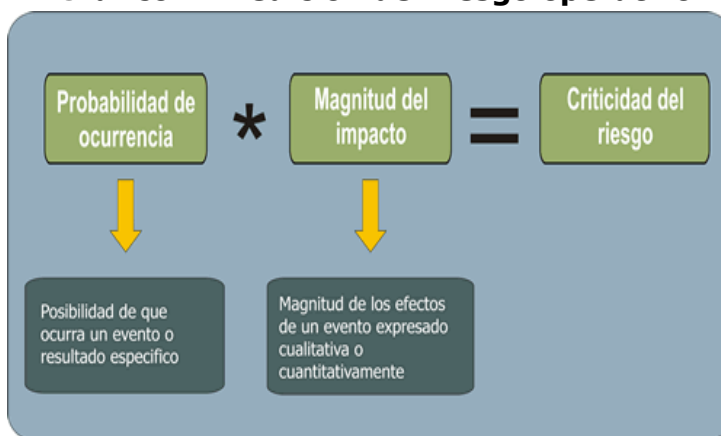 Probabilidad de
ocurrencia
*
Magnitud del
impacto
=
Criticidad del
riesgo
Posibilidad de que
ocurra un evento o
resultado especifico
Magnitud de los efectos
de un evento expresado
cualitativa o
cuantitativamente